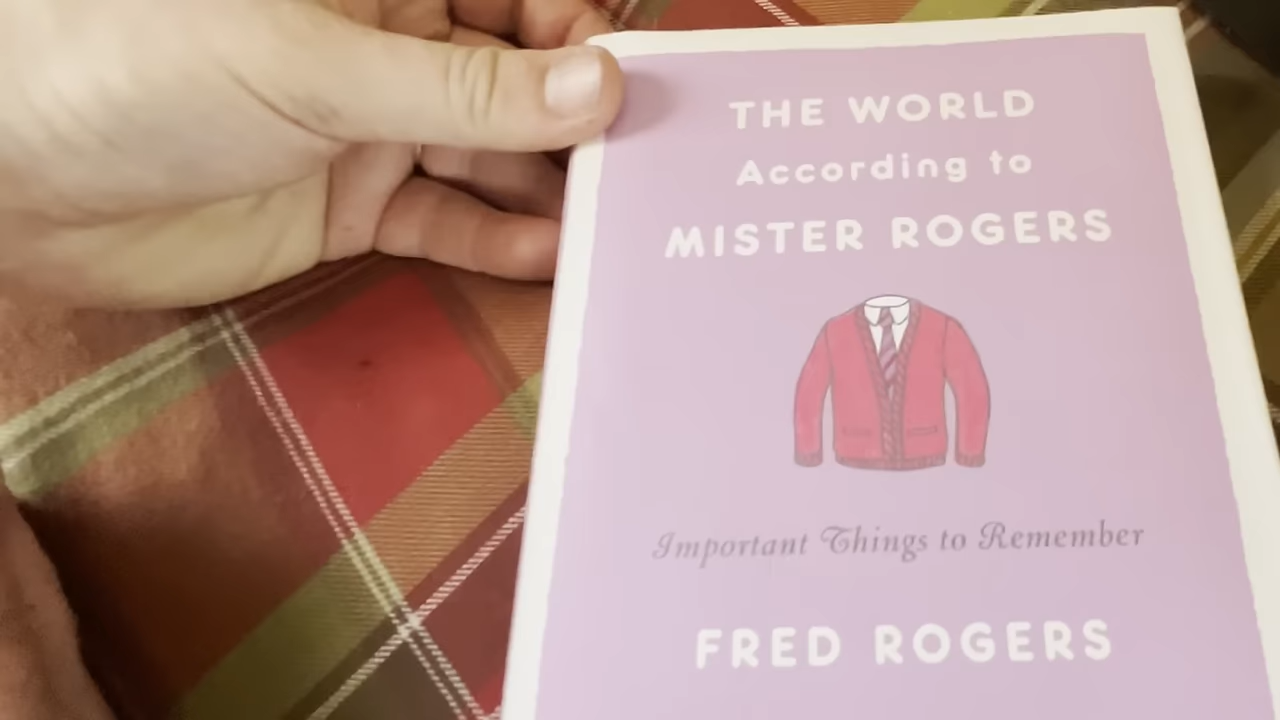 THE WORLD
According to
MISTER ROGERS
Important Things to Remember
FRED ROGERS